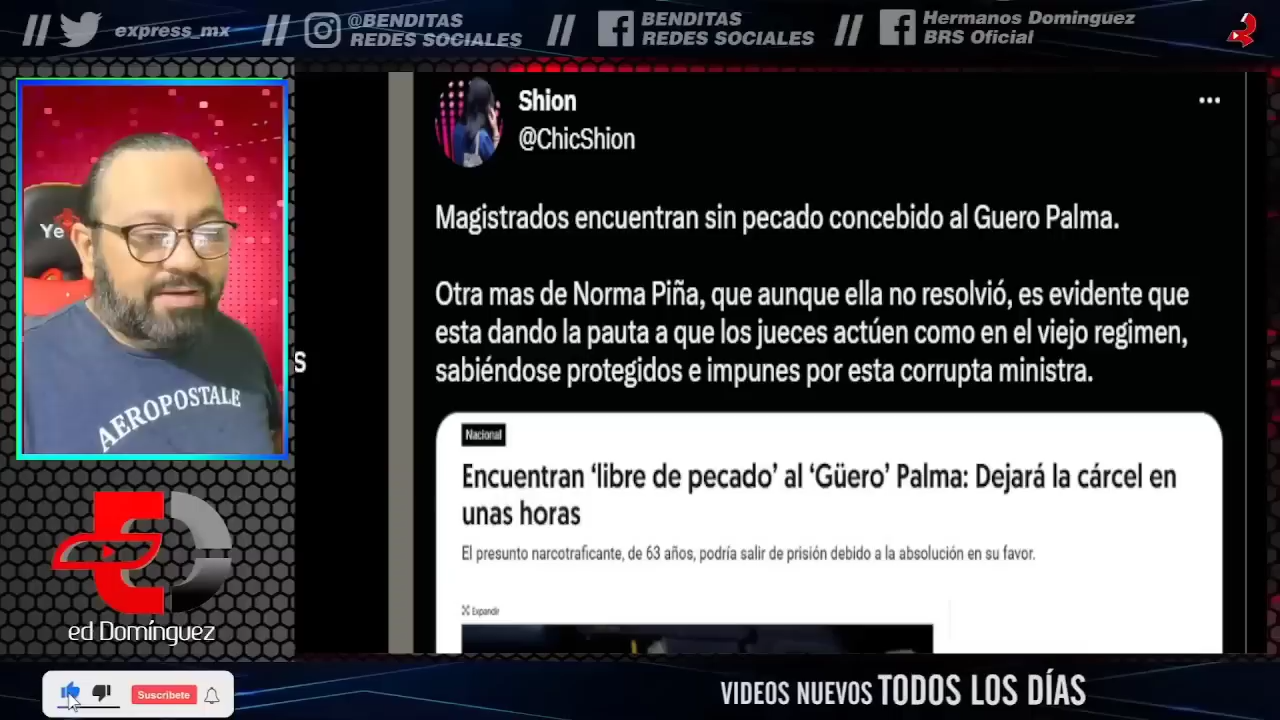 // express_mx // @BENDITAS REDES SOCIALES // BENDITAS REDES SOCIALES // Hermanos Dominguez BRS Oficial
Shion
@ChicShion
Magistrados encuentran sin pecado concebido al Guero Palma.
Otra mas de Norma Piña, que aunque ella no resolvió, es evidente que
esta dando la pauta a que los jueces actúen como en el viejo regimen,
sabiéndose protegidos e impunes por esta corrupta ministra.
Nacional
Encuentran ‘libre de pecado’ al ‘Güero’ Palma: Dejará la cárcel en
unas horas
El presunto narcotraficante, de 63 años, podría salir de prisión debido a la absolución en su favor.
Expandir
Ye
AEROPOSTALE
S
ed Domínguez
Suscribete
VIDEOS NUEVOS TODOS LOS DÍAS